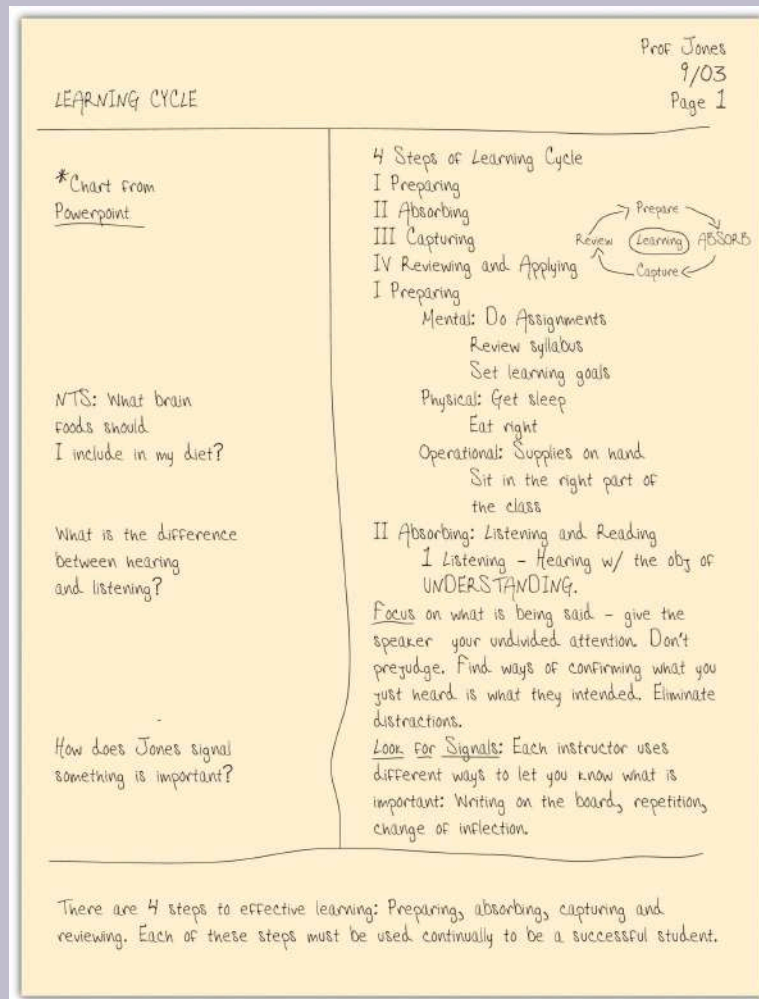 Prof Jones
9/03
LEARNING CYCLE
Page 1
*Chart from
Powerpoint
NTS: What brain
foods should
I include in my diet?
What is the difference
between hearing
and listening?
How does Jones signal
something is important?
4 Steps of Learning Cycle
I Preparing
II Absorbing
III Capturing
IV Reviewing and Applying
Prepare
Review
Learning
ABSORB
Capture
I Preparing
Mental: Do Assignments
Review syllabus
Set learning goals
Physical: Get sleep
Eat right
Operational: Supplies on hand
Sit in the right part of
the class
II Absorbing: Listening and Reading
1 Listening - Hearing w/ the obj of
UNDERSTANDING.
Focus on what is being said - give the
speaker your undivided attention. Don't
prejudge. Find ways of confirming what you
just heard is what they intended. Eliminate
distractions.
Look for Signals: Each instructor uses
different ways to let you know what is
important: Writing on the board, repetition,
change of inflection.
There are 4 steps to effective learning: Preparing, absorbing, capturing and
reviewing. Each of these steps must be used continually to be a successful student.